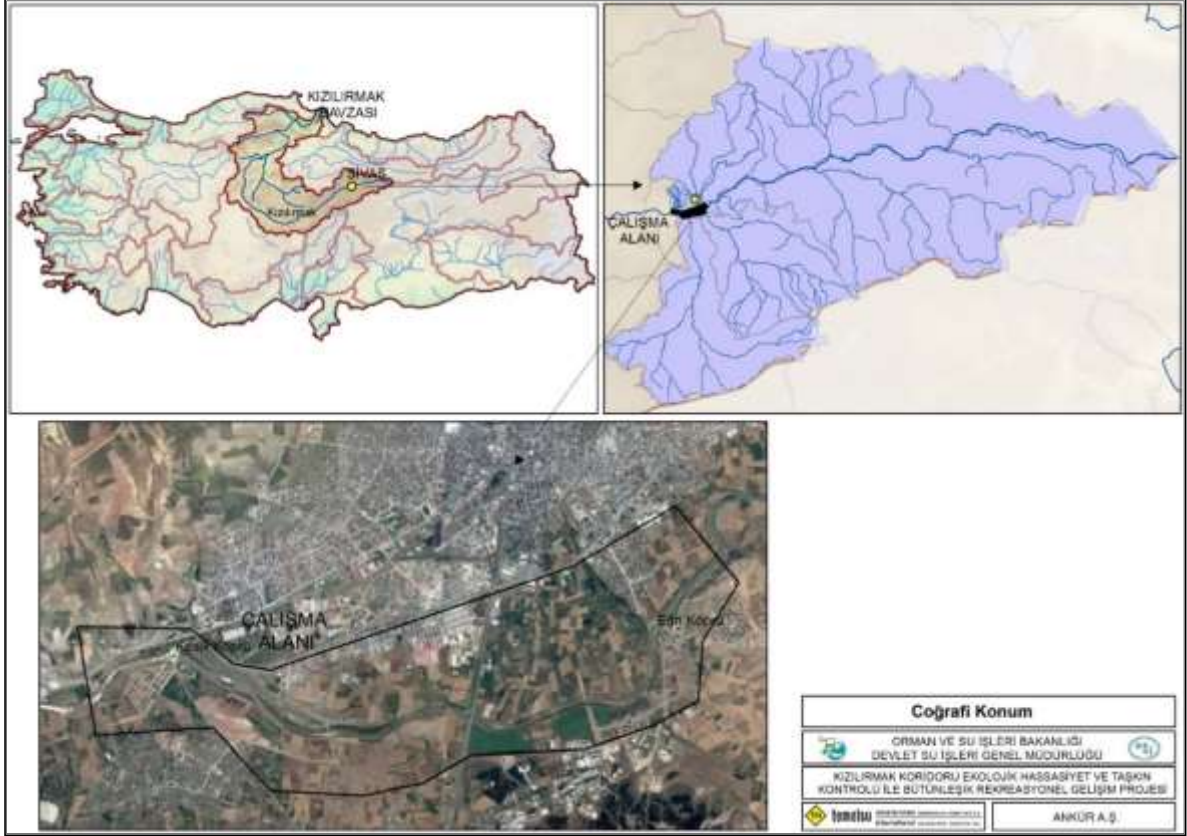 KIZILIRMAK
HAVZASI
SİVAS
Kızılırmak
ÇALIŞMA
ALANI
ÇALIŞMA
ALANI
Eğri Köprü
Coğrafi Konum
ORMAN VE SU İŞLERİ BAKANLIĞI
DEVLET SU İŞLERİ GENEL MÜDÜRLÜĞÜ
KIZILIRMAK KORİDORU EKOLOJİK HASSASİYET VE TAŞKIN
KONTROLU İLE BÜTÜNLEŞİK REKREASYONEL GELİŞİM PROJESİ
temelsu
ANKÜR A.Ş.